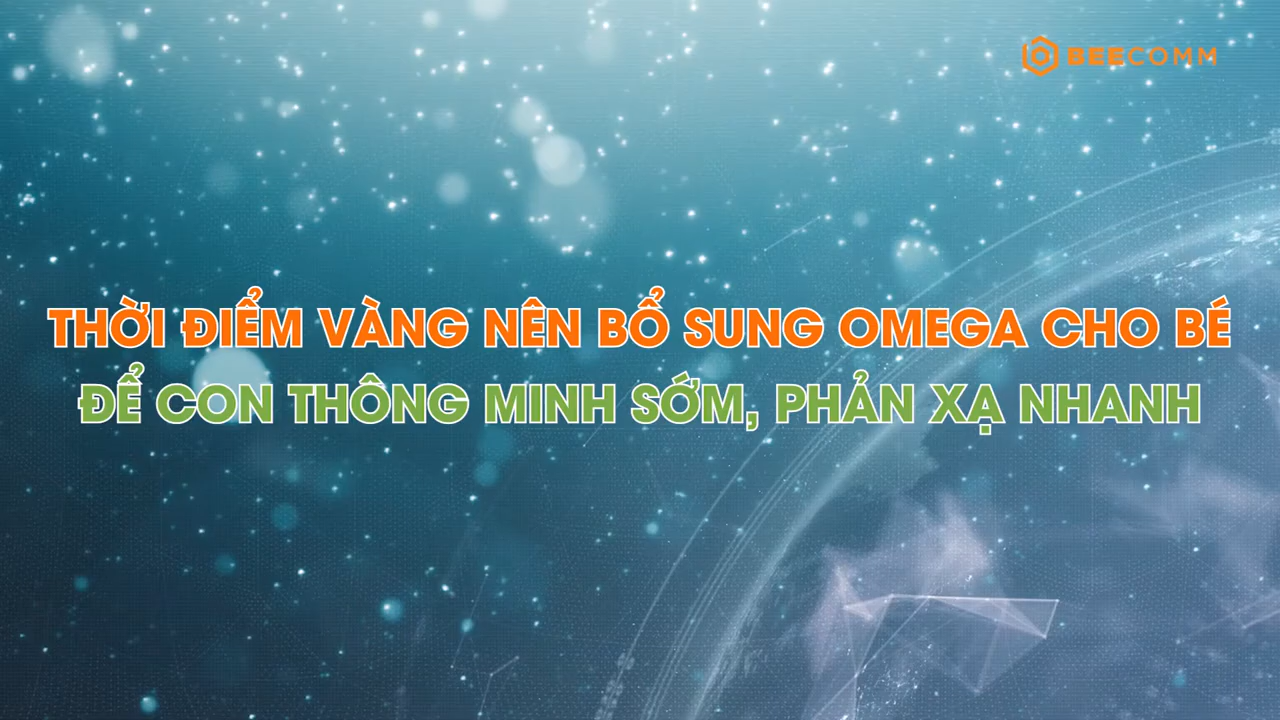 BEECOMM
THỜI ĐIỂM VÀNG NÊN BỔ SUNG OMEGA CHO BÉ
ĐỂ CON THÔNG MINH SỚM, PHẢN XẠ NHANH